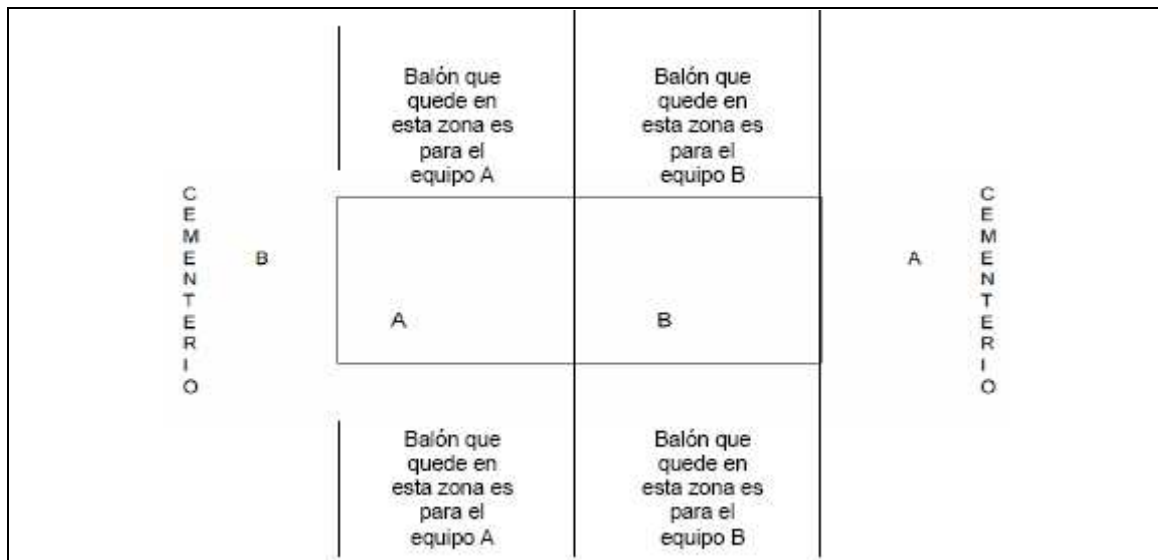 Balón que
quede en
esta zona es
para el
equipo A
Balón que
quede en
esta zona es
para el
equipo B
CEMENTERIO
B
A
B
A
CEMENTERIO
Balón que
quede en
esta zona es
para el
equipo A
Balón que
quede en
esta zona es
para el
equipo B